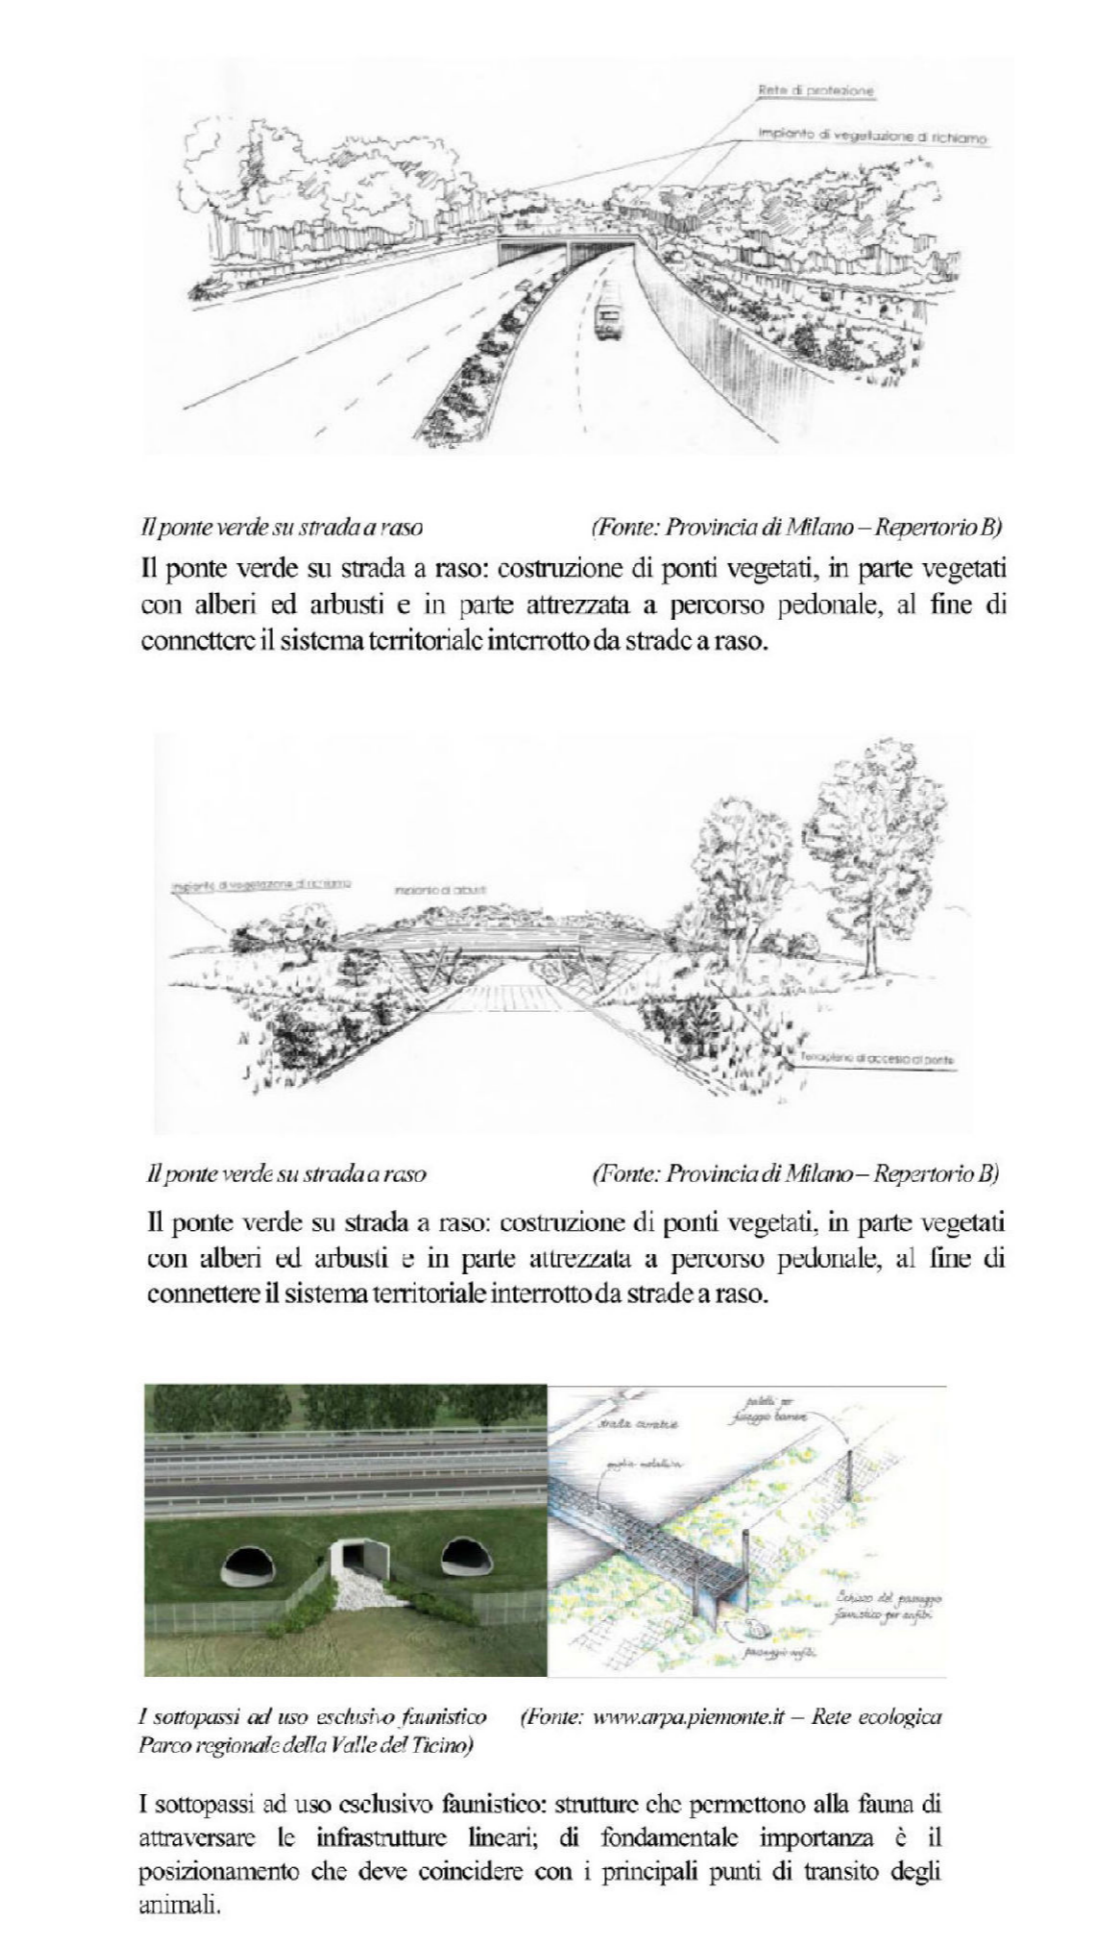 Rete di protezione
Impianto di vegetazione di richiamo
Il ponte verde su strada a raso (Fonte: Provincia di Milano – Repertorio B)
Il ponte verde su strada a raso: costruzione di ponti vegetati, in parte vegetati
con alberi ed arbusti e in parte attrezzata a percorso pedonale, al fine di
connettere il sistema territoriale interrotto da strade a raso.
Impianto di vegetazione di richiamo
Impianto di arbusti
Terrapieno di accesso al ponte
Il ponte verde su strada a raso (Fonte: Provincia di Milano – Repertorio B)
Il ponte verde su strada a raso: costruzione di ponti vegetati, in parte vegetati
con alberi ed arbusti e in parte attrezzata a percorso pedonale, al fine di
connettere il sistema territoriale interrotto da strade a raso.
strada
Schizzo del passaggio
faunistico per anfibi
passaggio anfibi
I sottopassi ad uso esclusivo faunistico (Fonte: www.arpa.piemonte.it – Rete ecologica
Parco regionale della Valle del Ticino)
I sottopassi ad uso esclusivo faunistico: strutture che permettono alla fauna di
attraversare le infrastrutture lineari; di fondamentale importanza è il
posizionamento che deve coincidere con i principali punti di transito degli
animali.